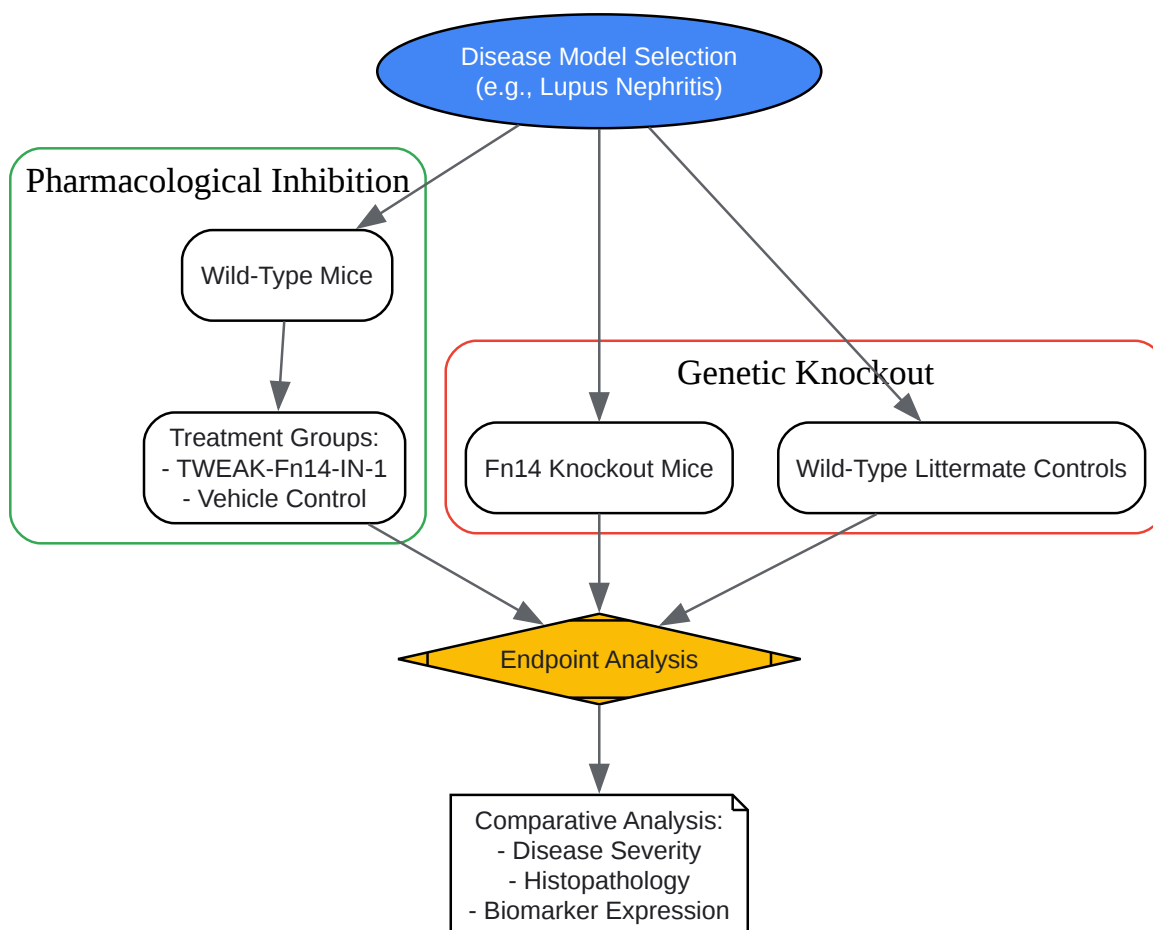 Disease Model Selection
(e.g., Lupus Nephritis)
Pharmacological Inhibition
Wild-Type Mice
Treatment Groups:
- TWEAK-Fn14-IN-1
- Vehicle Control
Genetic Knockout
Fn14 Knockout Mice
Wild-Type Littermate Controls
Endpoint Analysis
Comparative Analysis:
- Disease Severity
- Histopathology
- Biomarker Expression